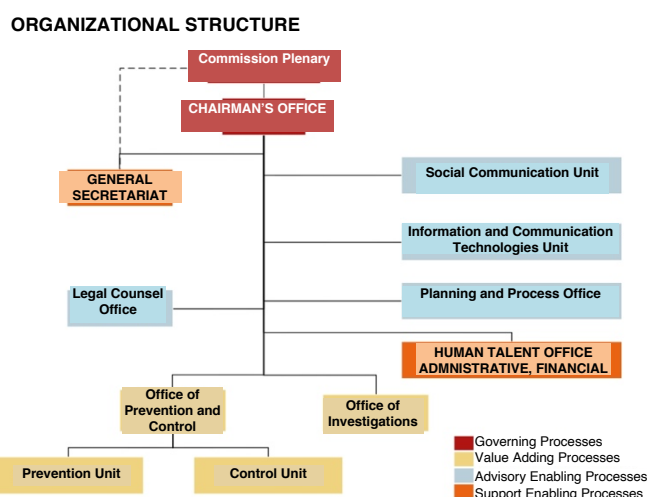 ORGANIZATIONAL STRUCTURE
Commission Plenary
CHAIRMAN'S OFFICE
GENERAL
SECRETARIAT
Social Communication Unit
Information and Communication
Technologies Unit
Legal Counsel
Office
Planning and Process Office
HUMAN TALENT OFFICE
ADMNISTRATIVE, FINANCIAL
Office of
Prevention and
Control
Office of
Investigations
Prevention Unit
Control Unit
Governing Processes
Value Adding Processes
Advisory Enabling Processes
Support Enabling Processes